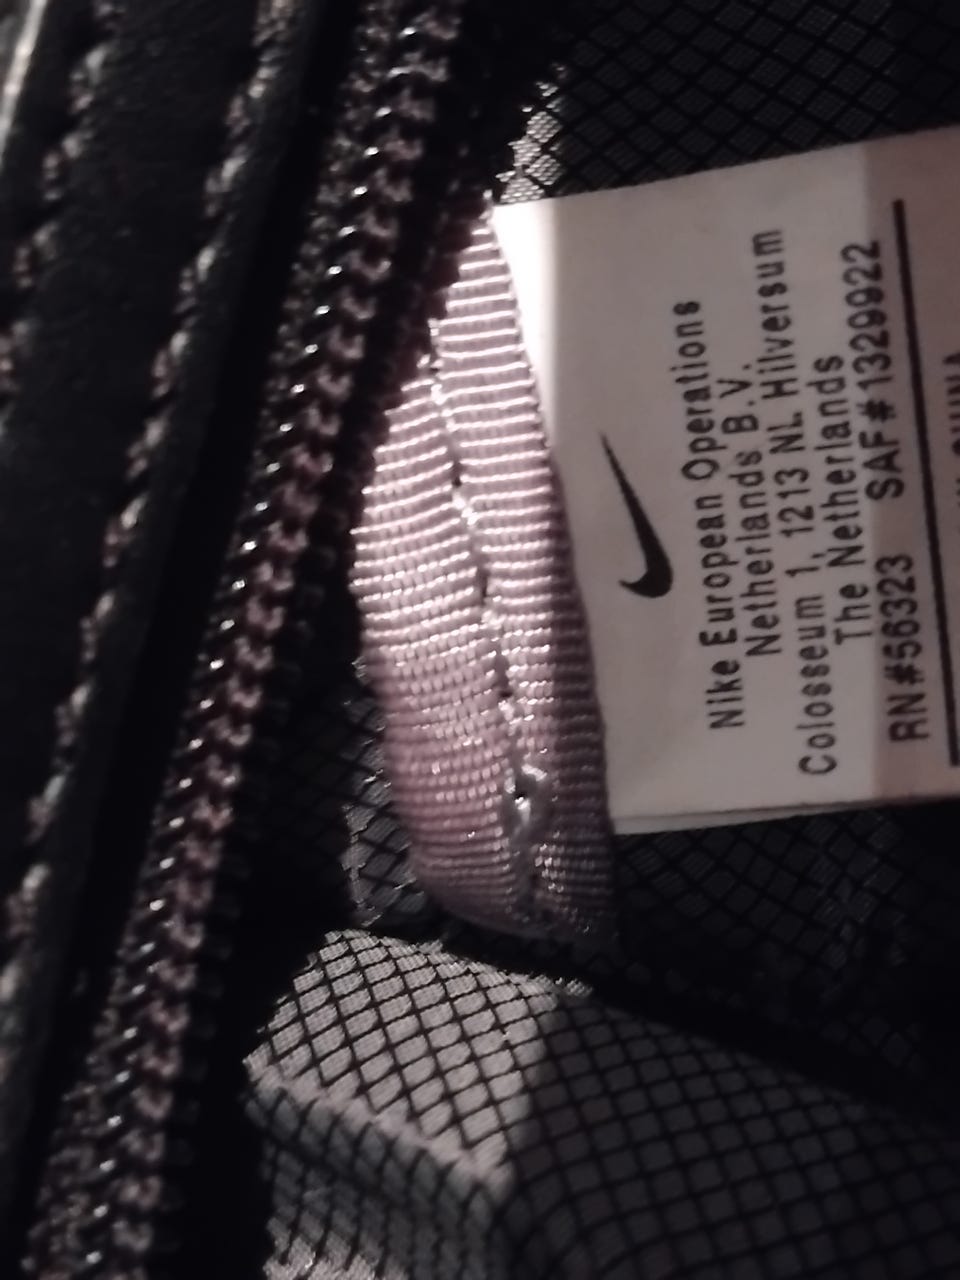 Nike European Operations
Netherlands B.V.
Colosseum 1, 1213 NL Hilversum
The Netherlands
RN#56323 SAF#1329922